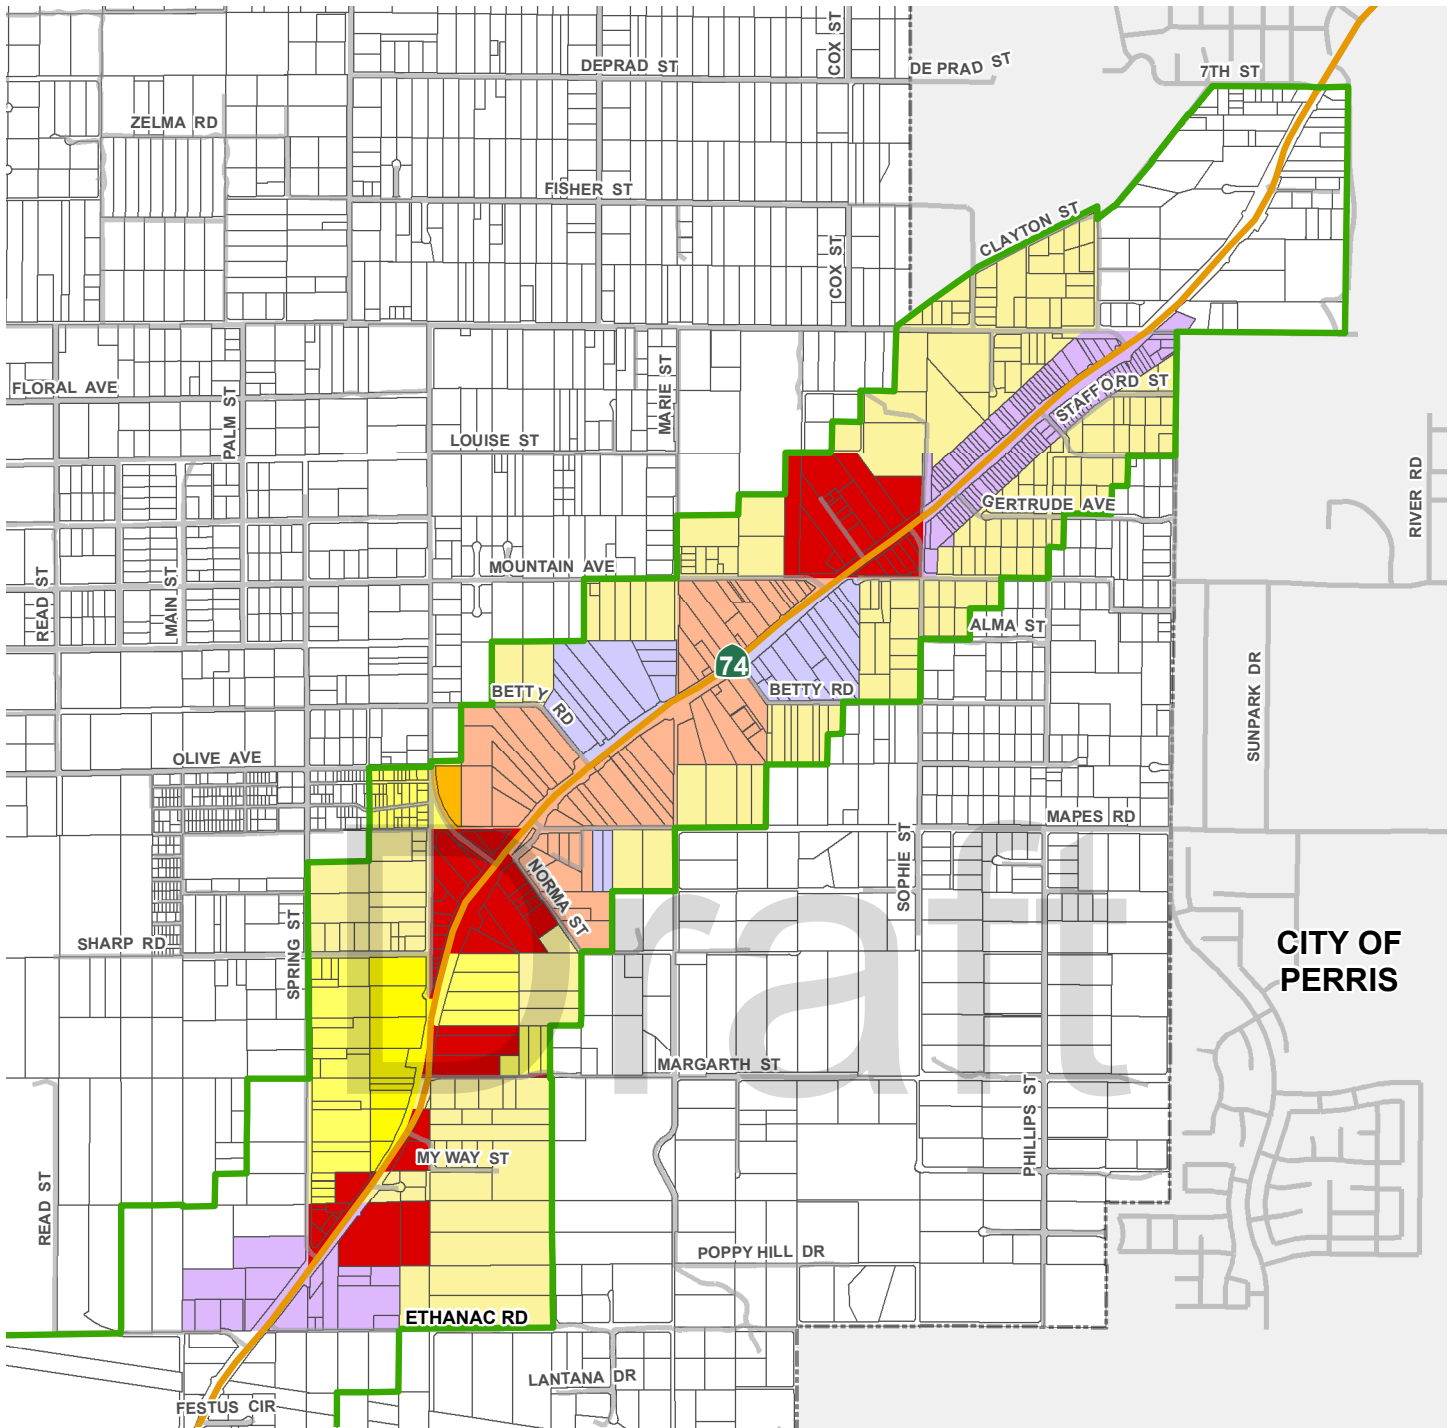 DEPRAD ST
COX ST
DE PRAD ST
7TH ST
ZELMA RD
FISHER ST
CLAYTON ST
COX ST
FLORAL AVE
PALM ST
MARIE ST
STAFFORD ST
LOUISE ST
RIVER RD
GERTRUDE AVE
MOUNTAIN AVE
READ ST
MAIN ST
ALMA ST
74
BETTY RD
BETTY RD
SUNPARK DR
OLIVE AVE
MAPES RD
SOPHIE ST
NORMA ST
Draft
SPRING ST
SHARP RD
CITY OF
PERRIS
MARGARTH ST
PHILLIPS ST
MY WAY ST
READ ST
POPPY HILL DR
ETHANAC RD
LANTANA DR
FESTUS CIR